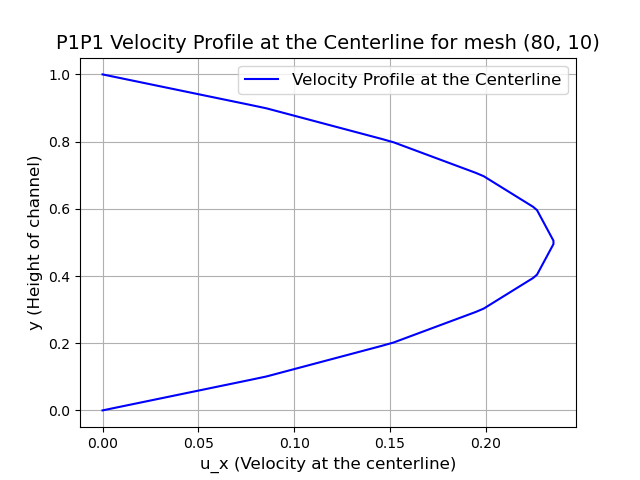 P1P1 Velocity Profile at the Centerline for mesh (80, 10)
Velocity Profile at the Centerline
y (Height of channel)
1.0
0.8
0.6
0.4
0.2
0.0
0.00 0.05 0.10 0.15 0.20
u_x (Velocity at the centerline)